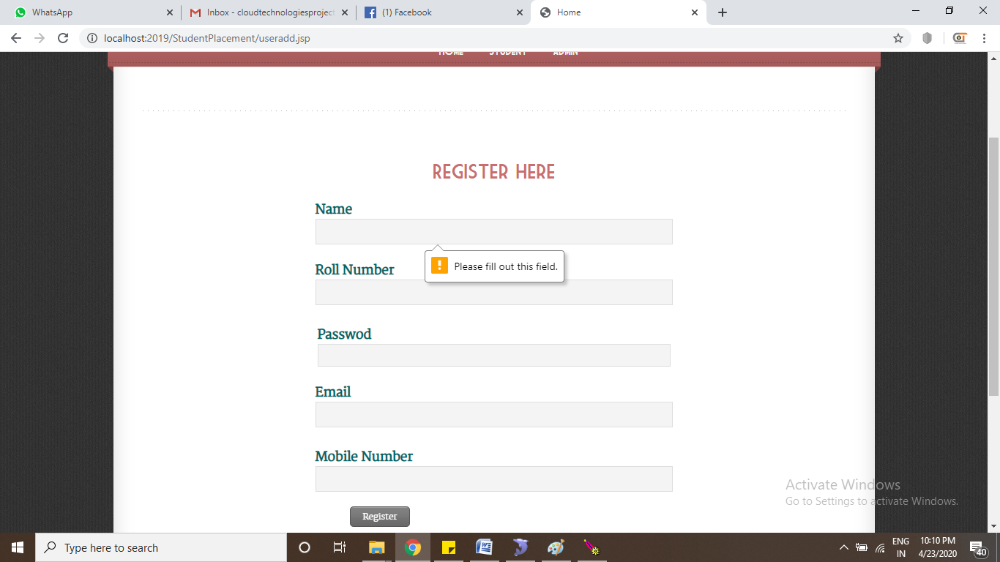 WhatsApp
Inbox - cloudtechnologiesproject
(1) Facebook
Home
localhost:2019/StudentPlacement/useradd.jsp
HOME STUDENT ADMIN
REGISTER HERE
Name
Please fill out this field.
Roll Number
Passwod
Email
Mobile Number
Register
Activate Windows
Go to Settings to activate Windows.
Type here to search
ENG
IN
10:10 PM
4/23/2020
40